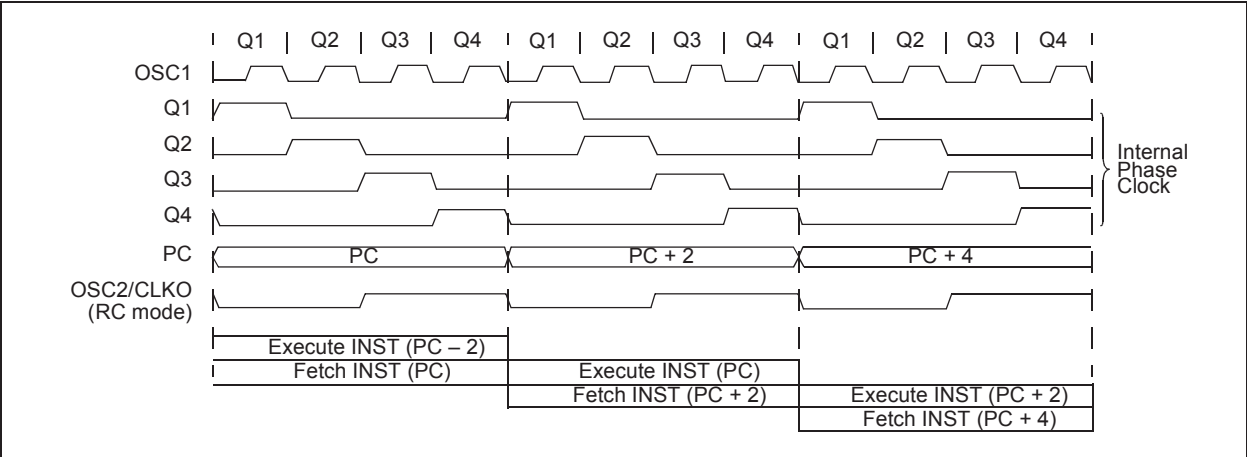 Q1 Q2 Q3 Q4 Q1 Q2 Q3 Q4 Q1 Q2 Q3 Q4
OSC1
Q1
Q2
Q3
Q4
PC PC PC + 2 PC + 4
OSC2/CLKO
(RC mode)
Internal
Phase
Clock
Execute INST (PC – 2)
Fetch INST (PC) Execute INST (PC)
Fetch INST (PC + 2) Execute INST (PC + 2)
Fetch INST (PC + 4)